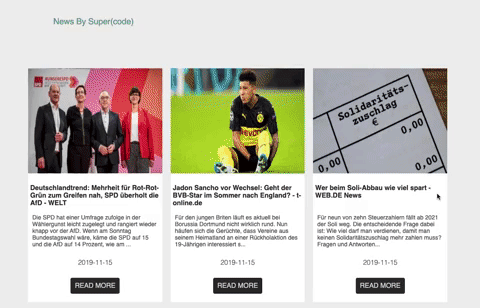 News By Super(code)
Solidaritäts-
zuschlag
€
0,00
0,00
0,00
Deutschlandtrend: Mehrheit für Rot-Rot-
Grün zum Greifen nah, SPD überholt die
AfD - WELT
Die SPD hat einer Umfrage zufolge in der
Wählergunst leicht zugelegt und rangiert wieder
knapp vor der AfD. Wenn am Sonntag
Bundestagswahl wäre, käme die SPD auf 15
und die AfD auf 14 Prozent, wie am ...
2019-11-15
READ MORE
Jadon Sancho vor Wechsel: Geht der
BVB-Star im Sommer nach England? - t-
online.de
Für den jungen Briten läuft es aktuell bei
Borussia Dortmund nicht wirklich rund. Nun
häufen sich die Gerüchte, dass Vereine aus
seinem Heimatland an einer Rückholaktion des
19-Jährigen interessiert s...
2019-11-15
READ MORE
Wer beim Soli-Abbau wie viel spart -
WEB.DE News
Für neun von zehn Steuerzahlern fällt ab 2021
der Soli weg. Die entscheidende Frage dabei
ist: Wie viel darf man verdienen, damit man
keinen Solidaritätszuschlag mehr zahlen muss?
Fragen und Antworten...
2019-11-15
READ MORE